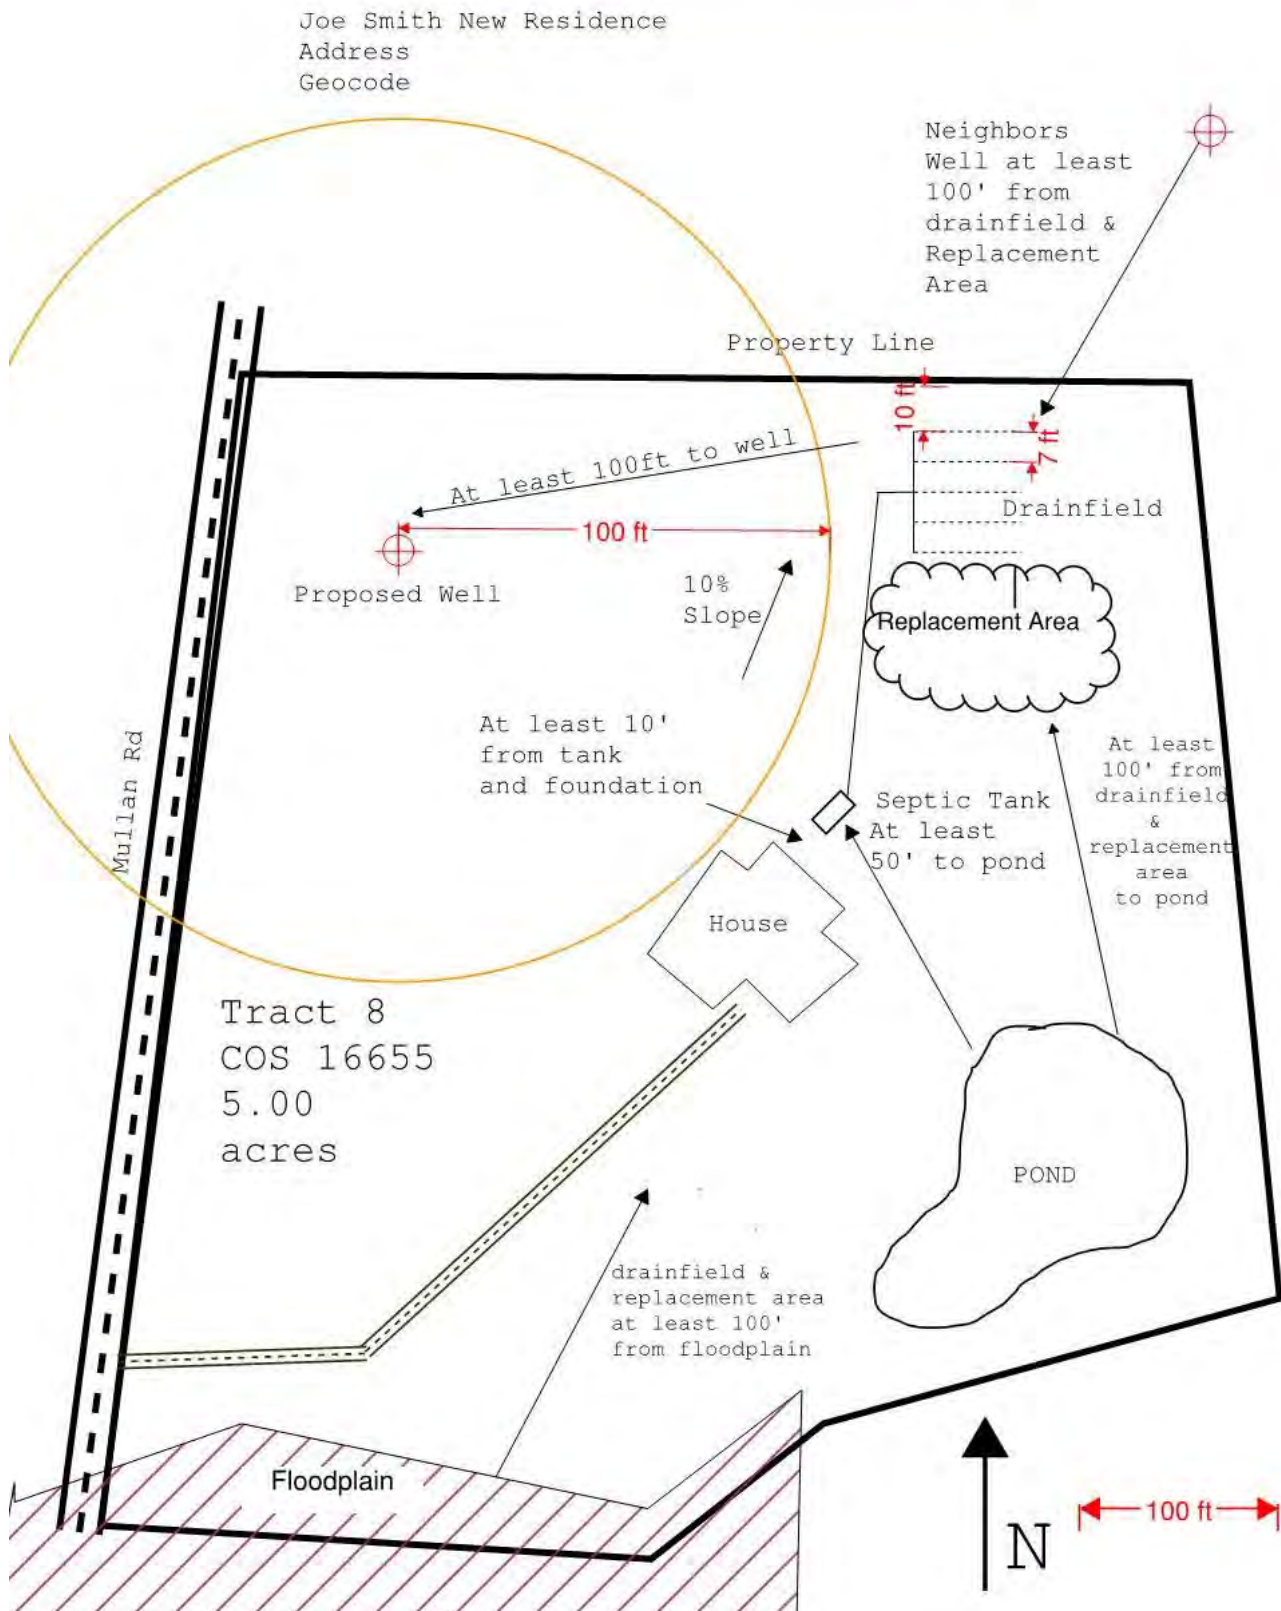 Joe Smith New Residence
Address
Geocode
Neighbors
Well at least
100' from
drainfield &
Replacement
Area
Property Line
10 ft
7 ft
At least 100ft to well
Drainfield
100 ft
Proposed Well
10%
Slope
Replacement Area
At least 10'
from tank
and foundation
Mullan Rd
Septic Tank
At least
50' to pond
At least
100' from
drainfield
&
replacement
area
to pond
House
Tract 8
COS 16655
5.00
acres
POND
drainfield &
replacement area
at least 100'
from floodplain
Floodplain
N
100 ft